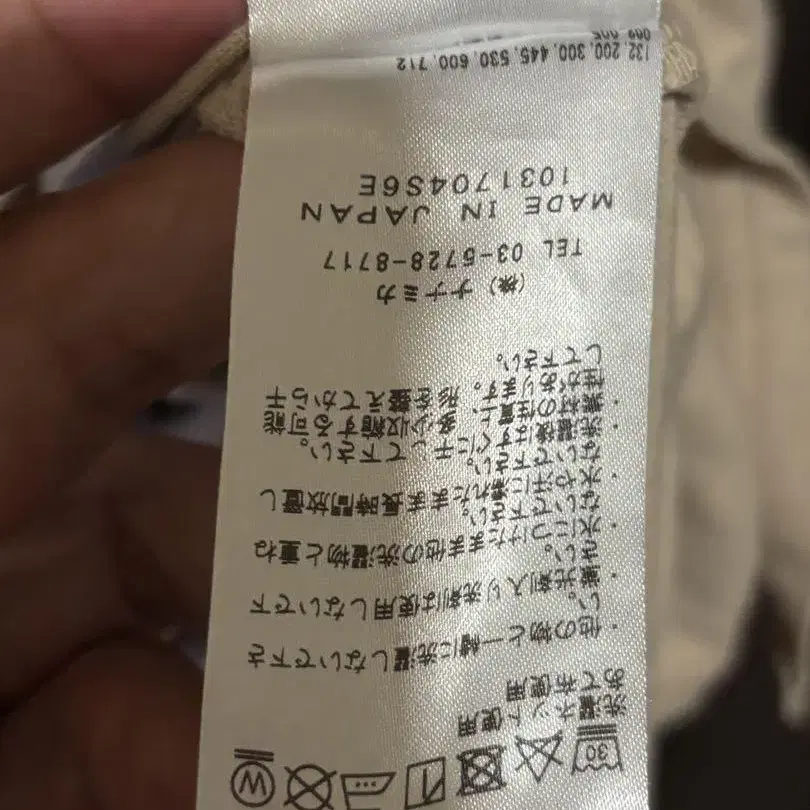 30 W
洗濯ネット使用
あて布使用
・他の物と一緒に洗濯しないで下さ
い。
・蛍光剤入り洗剤は使用しないで下
さい。
・水につけたまま他の洗濯物と重ね
ないで下さい。
・水や汗に濡れたまま長時間放置し
ないで下さい。
・洗濯後はすぐに干して下さい。
・素材の性質上、多少収縮する可能
性があります。形を整えてから干
して下さい。
(株) ナナミカ
TEL 03-5728-8717
MADE IN JAPAN
1031704S6E
132,200,300,445,530,600,712